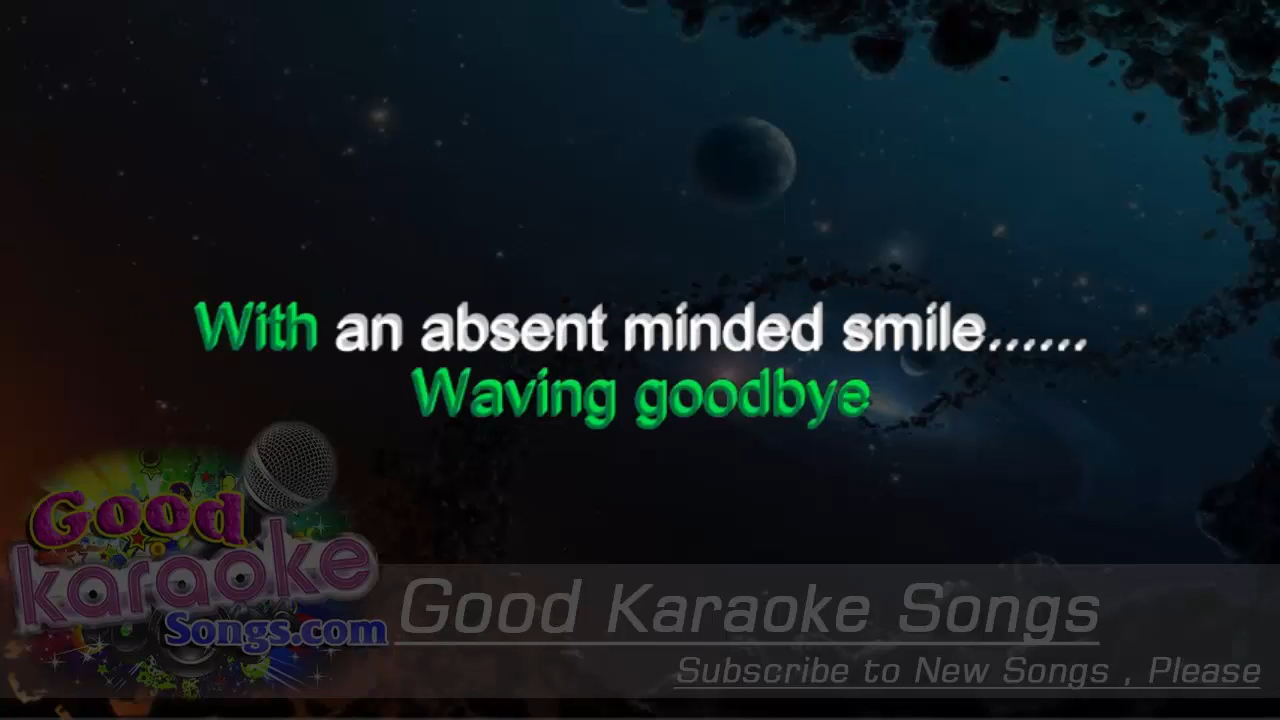 With an absent minded smile......
Waving goodbye
Good
karaoke
Songs.com
Good Karaoke Songs
Subscribe to New Songs , Please